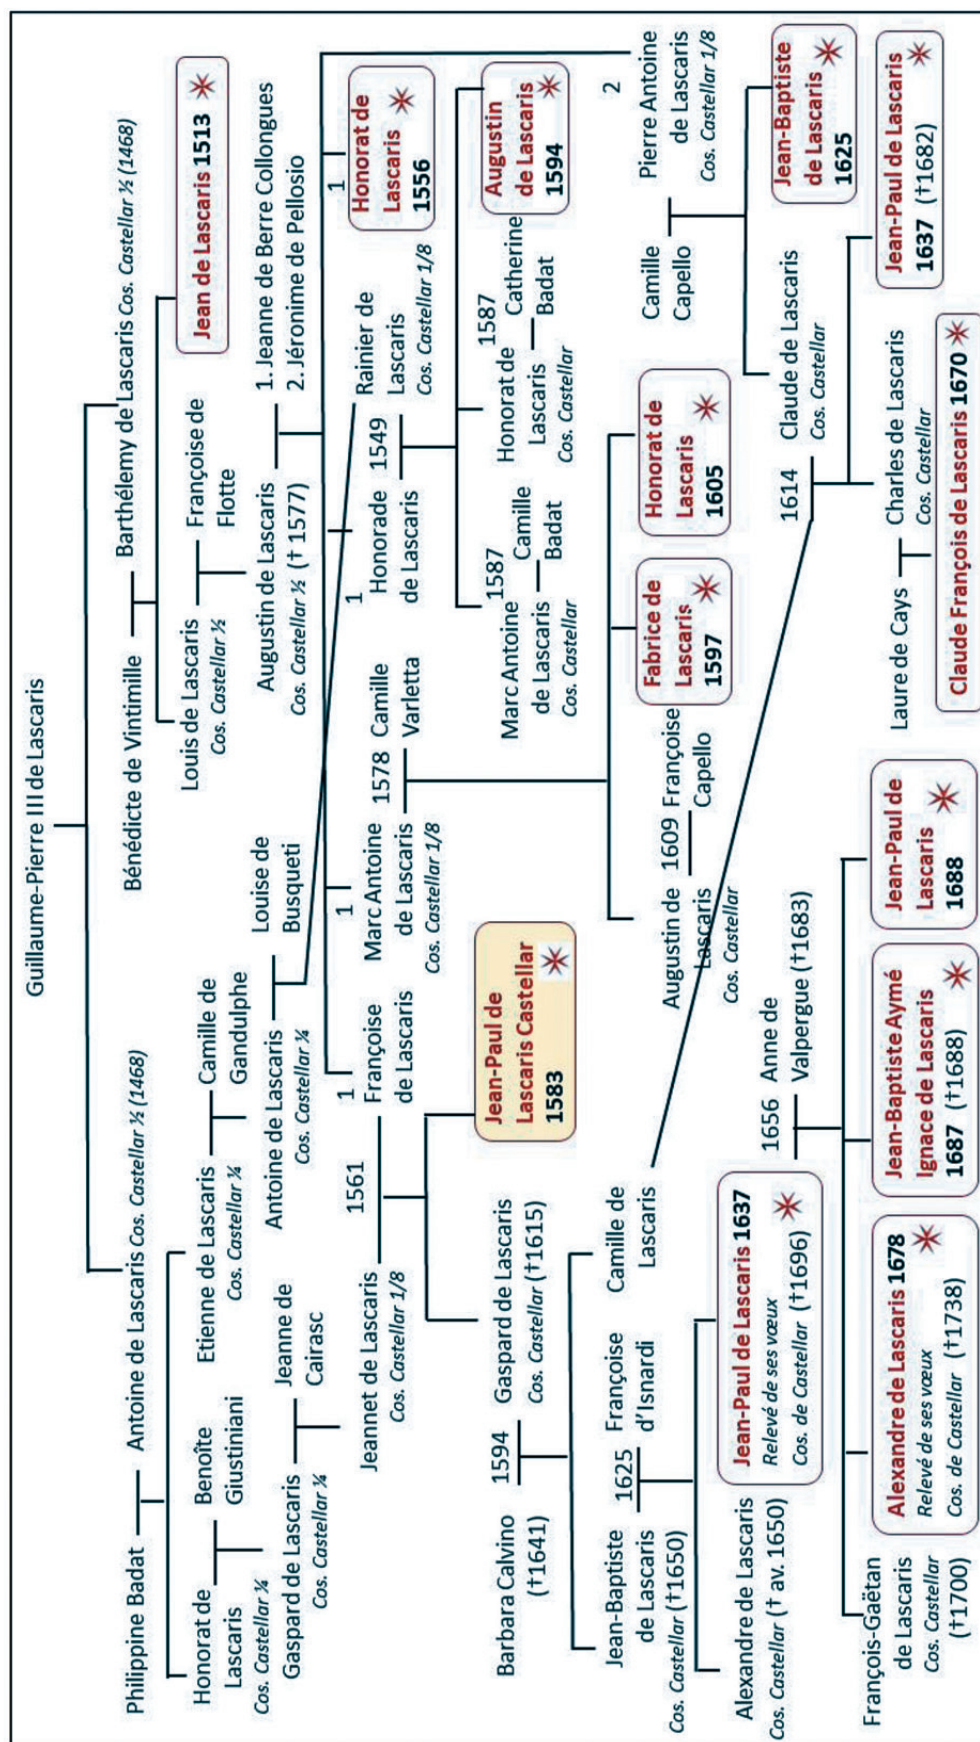 Guillaume-Pierre III de Lascaris
Philippine Badat
Antoine de Lascaris Cos. Castellar ½ (1468)
Bénédicte de Vintimille
Barthélemy de Lascaris Cos. Castellar ½ (1468)
Honorat de
Lascaris
Cos. Castellar ¼
Benoîte
Giustiniani
Etienne de Lascaris
Cos. Castellar ¼
Camille de
Gandulphe
Louis de Lascaris
Cos. Castellar ½
Françoise de
Flotte
Jean de Lascaris 1513
Gaspard de Lascaris
Cos. Castellar ¼
Jeanne de
Cairasc
Antoine de Lascaris
Cos. Castellar ¼
Louise de
Busqueti
Augustin de Lascaris
Cos. Castellar ½ († 1577)
1. Jeanne de Berre Collongues
2. Jéronime de Pellosio
Jeannet de Lascaris
Cos. Castellar 1/8
1561
1
Françoise
de Lascaris
1
Marc Antoine
de Lascaris
Cos. Castellar 1/8
1578
Camille
Varletta
1
Honorade
de Lascaris
1549
Rainier de
Lascaris
Cos. Castellar 1/8
1
Honorat de
Lascaris
1556
2
Pierre Antoine
de Lascaris
Cos. Castellar 1/8
Camille
Capello
Barbara Calvino
(†1641)
1594
Gaspard de Lascaris
Cos. Castellar (†1615)
Jean-Paul de
Lascaris Castellar
1583
Marc Antoine
de Lascaris
Cos. Castellar
1587
Camille
Badat
Honorat de
Lascaris
Cos. Castellar
1587
Catherine
Badat
Augustin
de Lascaris
1594
Jean-Baptiste
de Lascaris
Cos. Castellar (†1650)
1625
Françoise
d'Isnardi
Camille de
Lascaris
Augustin de
Lascaris
Cos. Castellar
1609
Françoise
Capello
Fabrice de
Lascaris
1597
Honorat de
Lascaris
1605
1614
Claude de Lascaris
Cos. Castellar
Jean-Baptiste
de Lascaris
1625
Alexandre de Lascaris
Cos. Castellar († av. 1650)
Jean-Paul de Lascaris 1637
Relevé de ses vœux
Cos. de Castellar (†1696)
1656
Anne de
Valpergue (†1683)
Laure de Cays
Charles de Lascaris
Cos. Castellar
Jean-Paul de Lascaris
1637 (†1682)
François-Gaëtan
de Lascaris
Cos. Castellar
(†1700)
Alexandre de Lascaris 1678
Relevé de ses vœux
Cos. de Castellar (†1738)
Jean-Baptiste Aymé
Ignace de Lascaris
1687 (†1688)
Jean-Paul de
Lascaris
1688
Claude François de Lascaris 1670